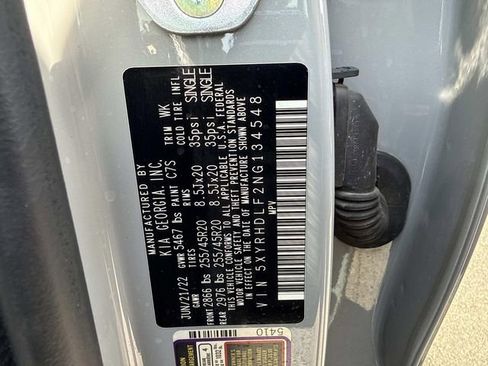 MANUFACTURED BY
KIA GEORGIA, INC.
JUN/21/22 GVWR 5467 lbs PAINT C7S TRIM WK
TIRES RIMS COLD TIRE INFL
FRONT 2866 lbs 255/45R20 8.5JX20 35psi SINGLE
REAR 2976 lbs 255/45R20 8.5JX20 35psi SINGLE
THIS VEHICLE CONFORMS TO ALL APPLICABLE U.S.A. FEDERAL
MOTOR VEHICLE SAFETY AND THEFT PREVENTION STANDARDS
IN EFFECT ON THE DATE OF MANUFACTURE SHOWN ABOVE.
VIN 5XYRHDLF2NG134548
MPV
5410